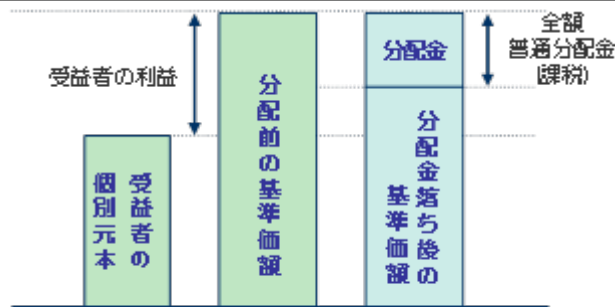 受益者の利益
受益者の
個別元本
分配前の基準価額
分配金
分配金落ち後の
基準価額
全額
普通分配金
(課税)